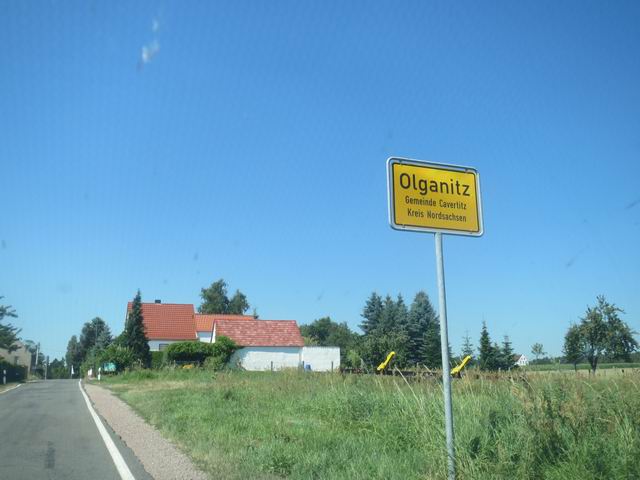 Olganitz
Gemeinde Cavertitz
Kreis Nordsachsen